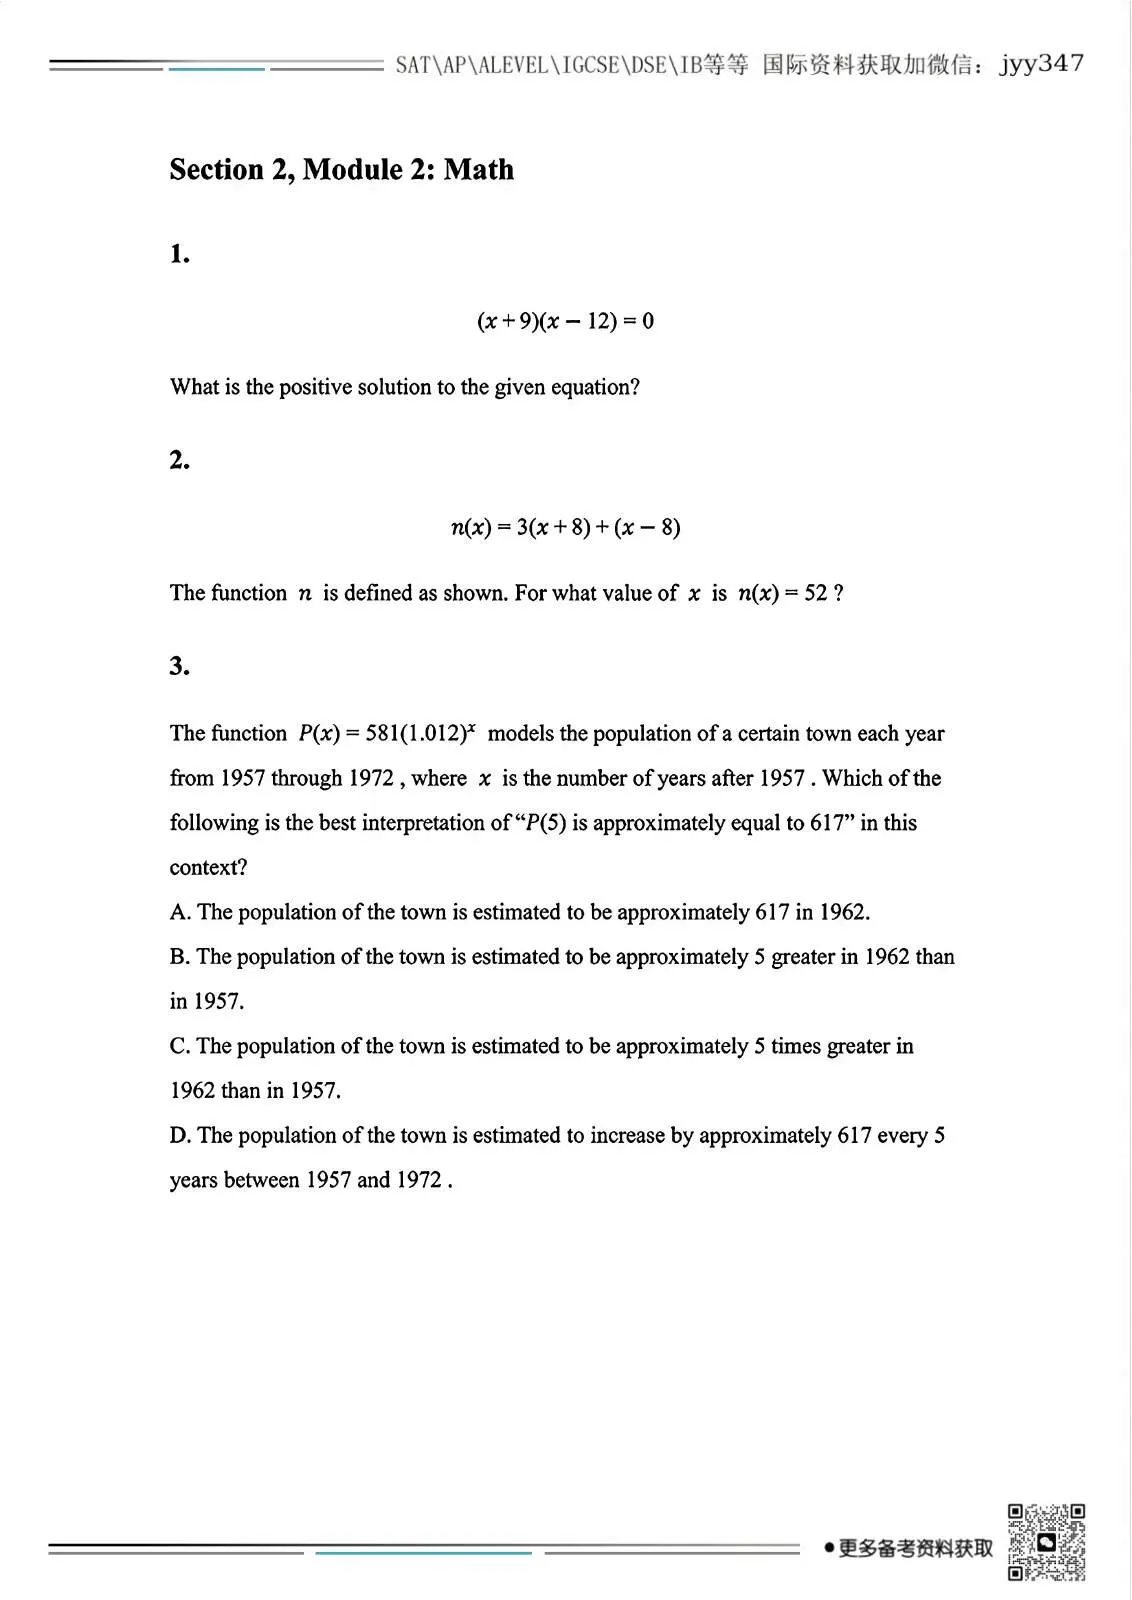 SAT\AP\ALEVEL\IGCSE\DSE\IB等等 国际资料获取加微信：jyy347
Section 2, Module 2: Math
1.
(x + 9)(x − 12) = 0
What is the positive solution to the given equation?
2.
n(x) = 3(x + 8) + (x − 8)
The function n is defined as shown. For what value of x is n(x) = 52 ?
3.
The function P(x) = 581(1.012)ˣ models the population of a certain town each year
from 1957 through 1972 , where x is the number of years after 1957 . Which of the
following is the best interpretation of “P(5) is approximately equal to 617” in this
context?
A. The population of the town is estimated to be approximately 617 in 1962.
B. The population of the town is estimated to be approximately 5 greater in 1962 than
in 1957.
C. The population of the town is estimated to be approximately 5 times greater in
1962 than in 1957.
D. The population of the town is estimated to increase by approximately 617 every 5
years between 1957 and 1972 .
●更多备考资料获取